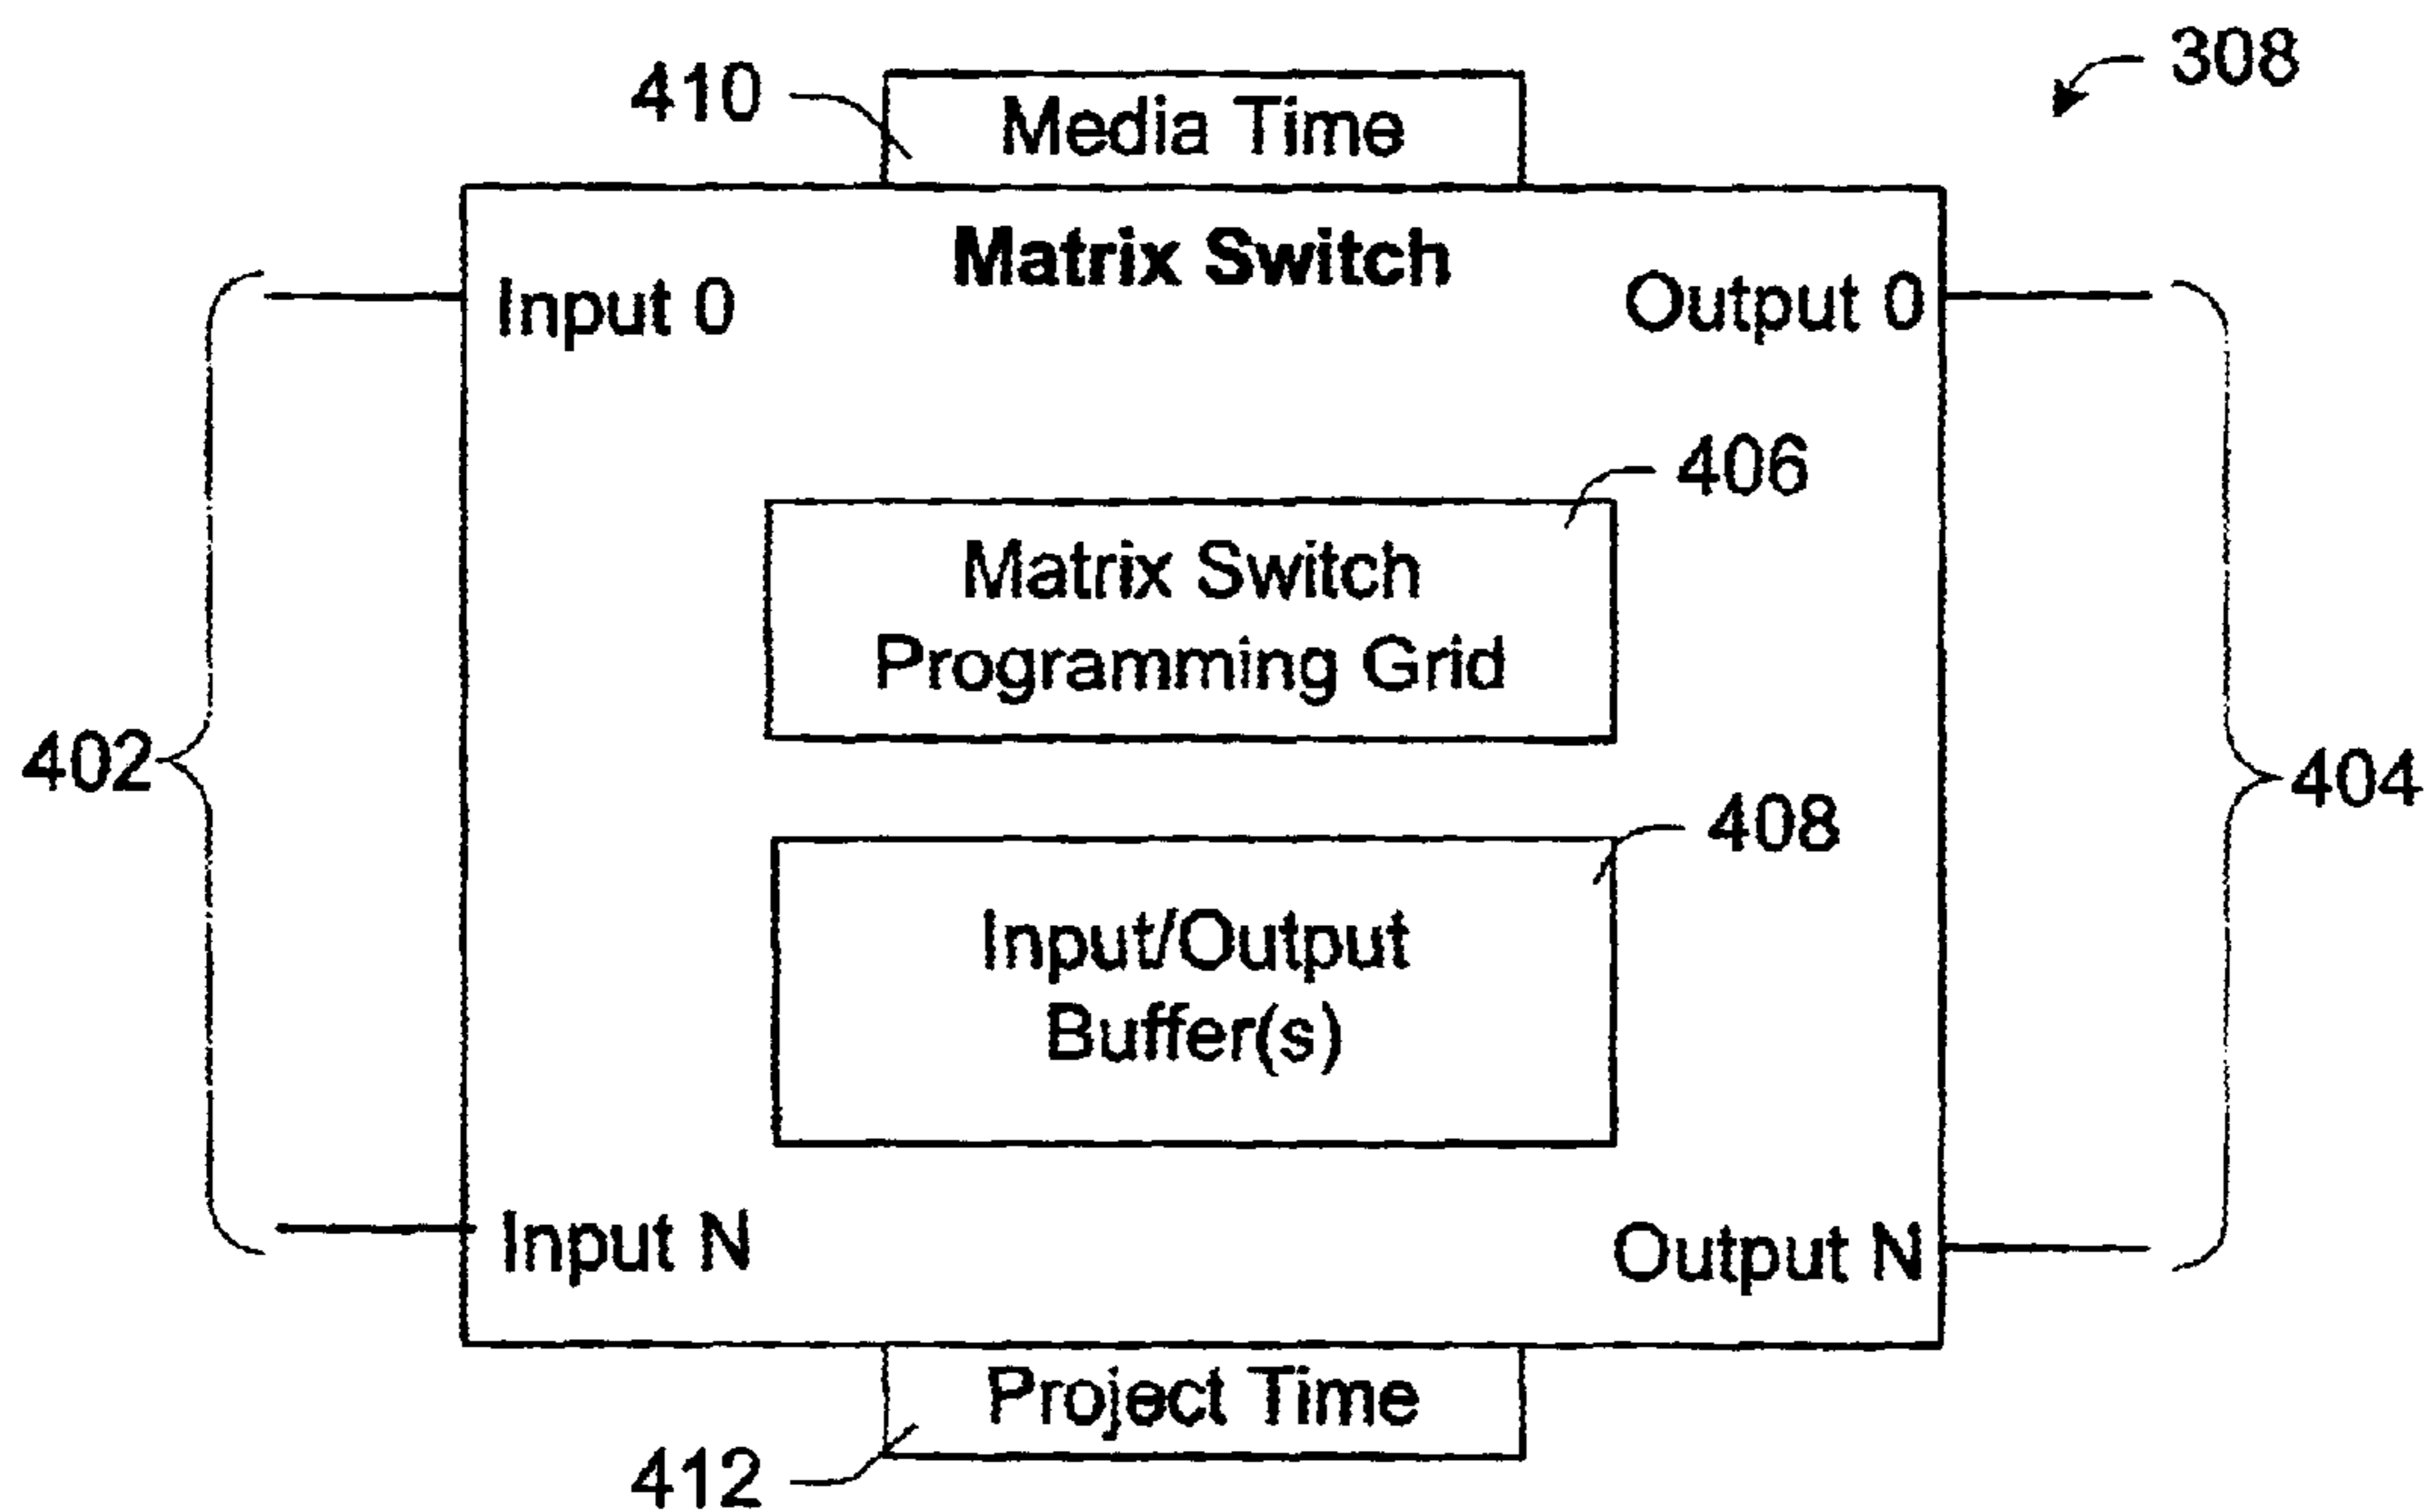 308
410
Media Time
Matrix Switch
Input 0
Output 0
406
Matrix Switch
Programming Grid
402
404
408
Input/Output
Buffer(s)
Input N
Output N
Project Time
412